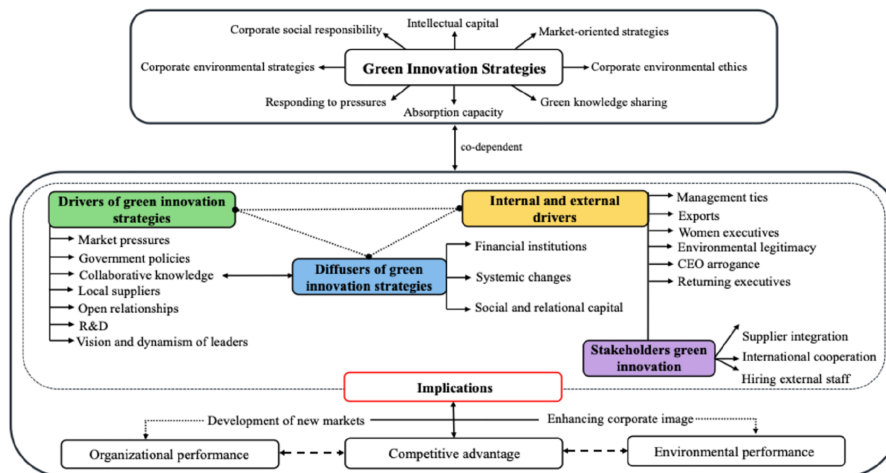 Intellectual capital
Corporate social responsibility
Market-oriented strategies
Corporate environmental strategies
Green Innovation Strategies
Corporate environmental ethics
Responding to pressures
Absorption capacity
Green knowledge sharing
co-dependent
Drivers of green innovation
strategies
Market pressures
Government policies
Collaborative knowledge
Local suppliers
Open relationships
R&D
Vision and dynamism of leaders
Diffusers of green
innovation strategies
Financial institutions
Systemic changes
Social and relational capital
Internal and external
drivers
Management ties
Exports
Women executives
Environmental legitimacy
CEO arrogance
Returning executives
Stakeholders green
innovation
Supplier integration
International cooperation
Hiring external staff
Implications
Development of new markets
Enhancing corporate image
Organizational performance
Competitive advantage
Environmental performance